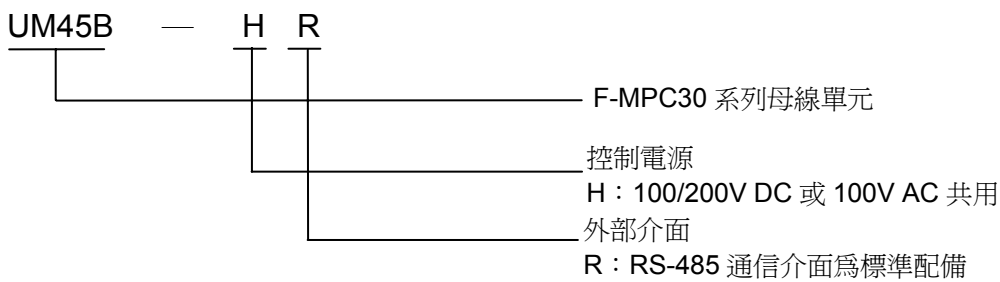 UM45B — H R
F-MPC30 系列母線單元
控制電源
H：100/200V DC 或 100V AC 共用
外部介面
R：RS-485 通信介面爲標準配備